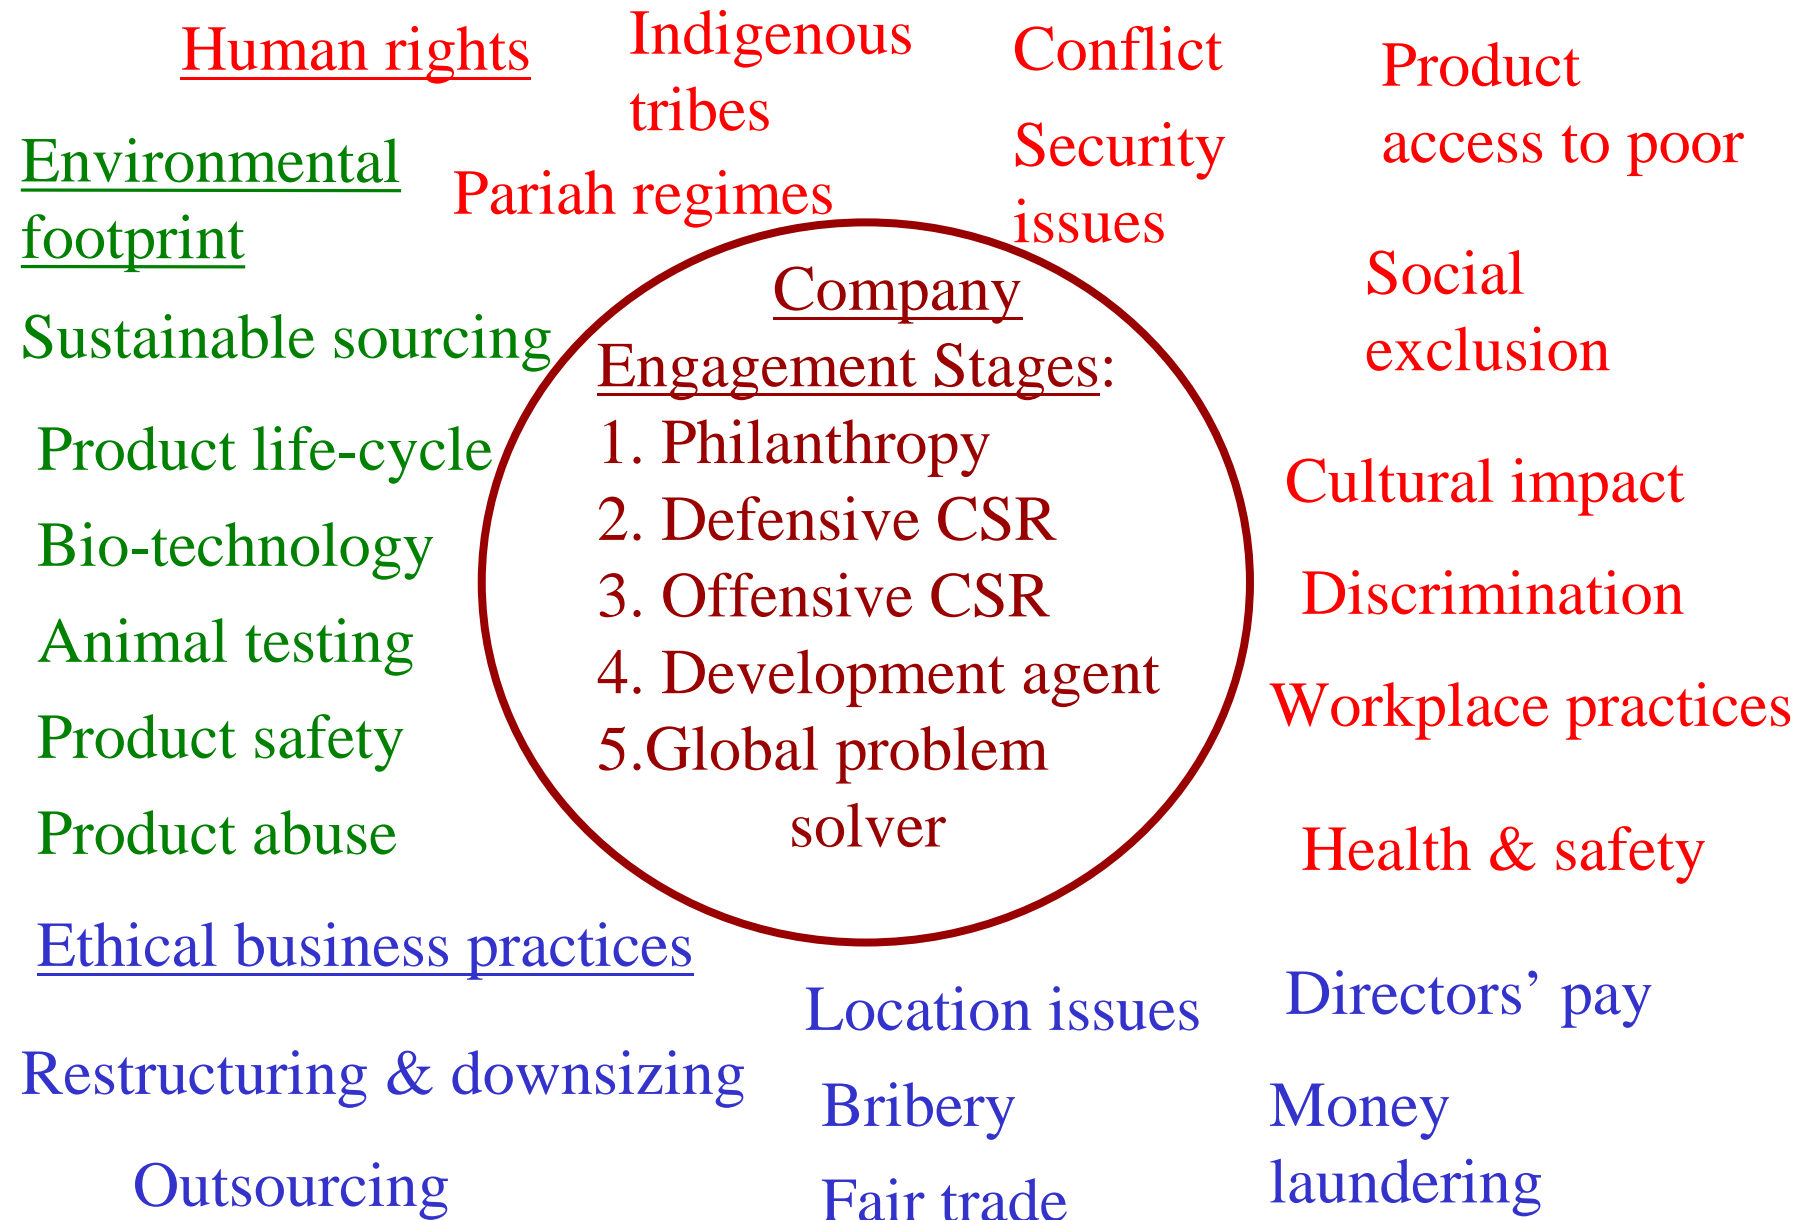 Human rights
Indigenous
tribes
Conflict
Security
issues
Product
access to poor
Pariah regimes
Environmental
footprint
Sustainable sourcing
Product life-cycle
Bio-technology
Animal testing
Product safety
Product abuse
Company
Engagement Stages:
1. Philanthropy
2. Defensive CSR
3. Offensive CSR
4. Development agent
5.Global problem
solver
Social
exclusion
Cultural impact
Discrimination
Workplace practices
Health & safety
Ethical business practices
Restructuring & downsizing
Outsourcing
Location issues
Bribery
Fair trade
Directors’ pay
Money
laundering